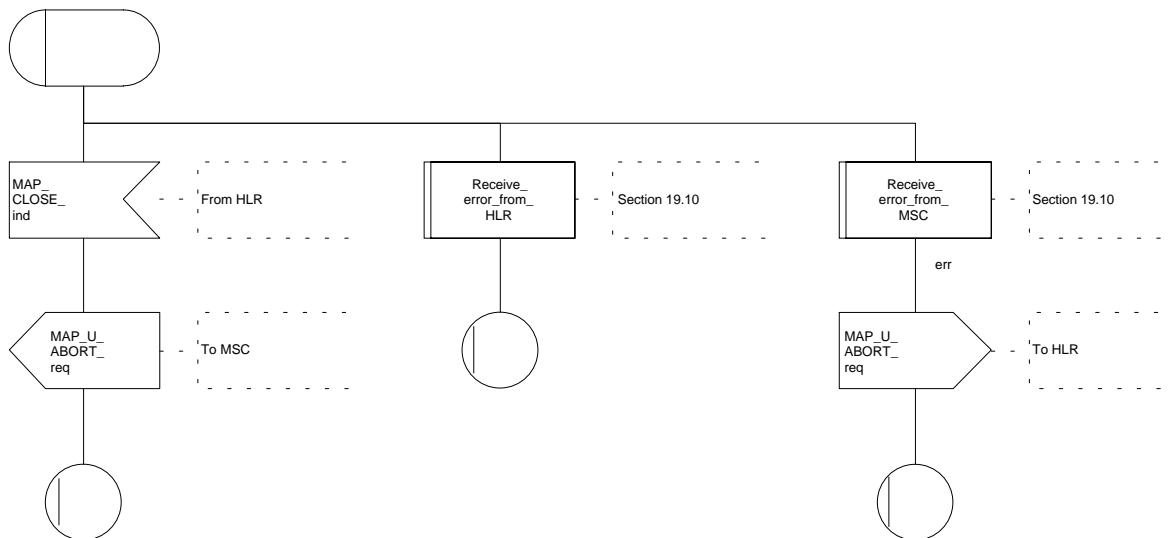 MAP_
CLOSE_
ind
From HLR
Receive_
error_from_
HLR
Section 19.10
Receive_
error_from_
MSC
Section 19.10
err
MAP_U_
ABORT_
req
To MSC
MAP_U_
ABORT_
req
To HLR